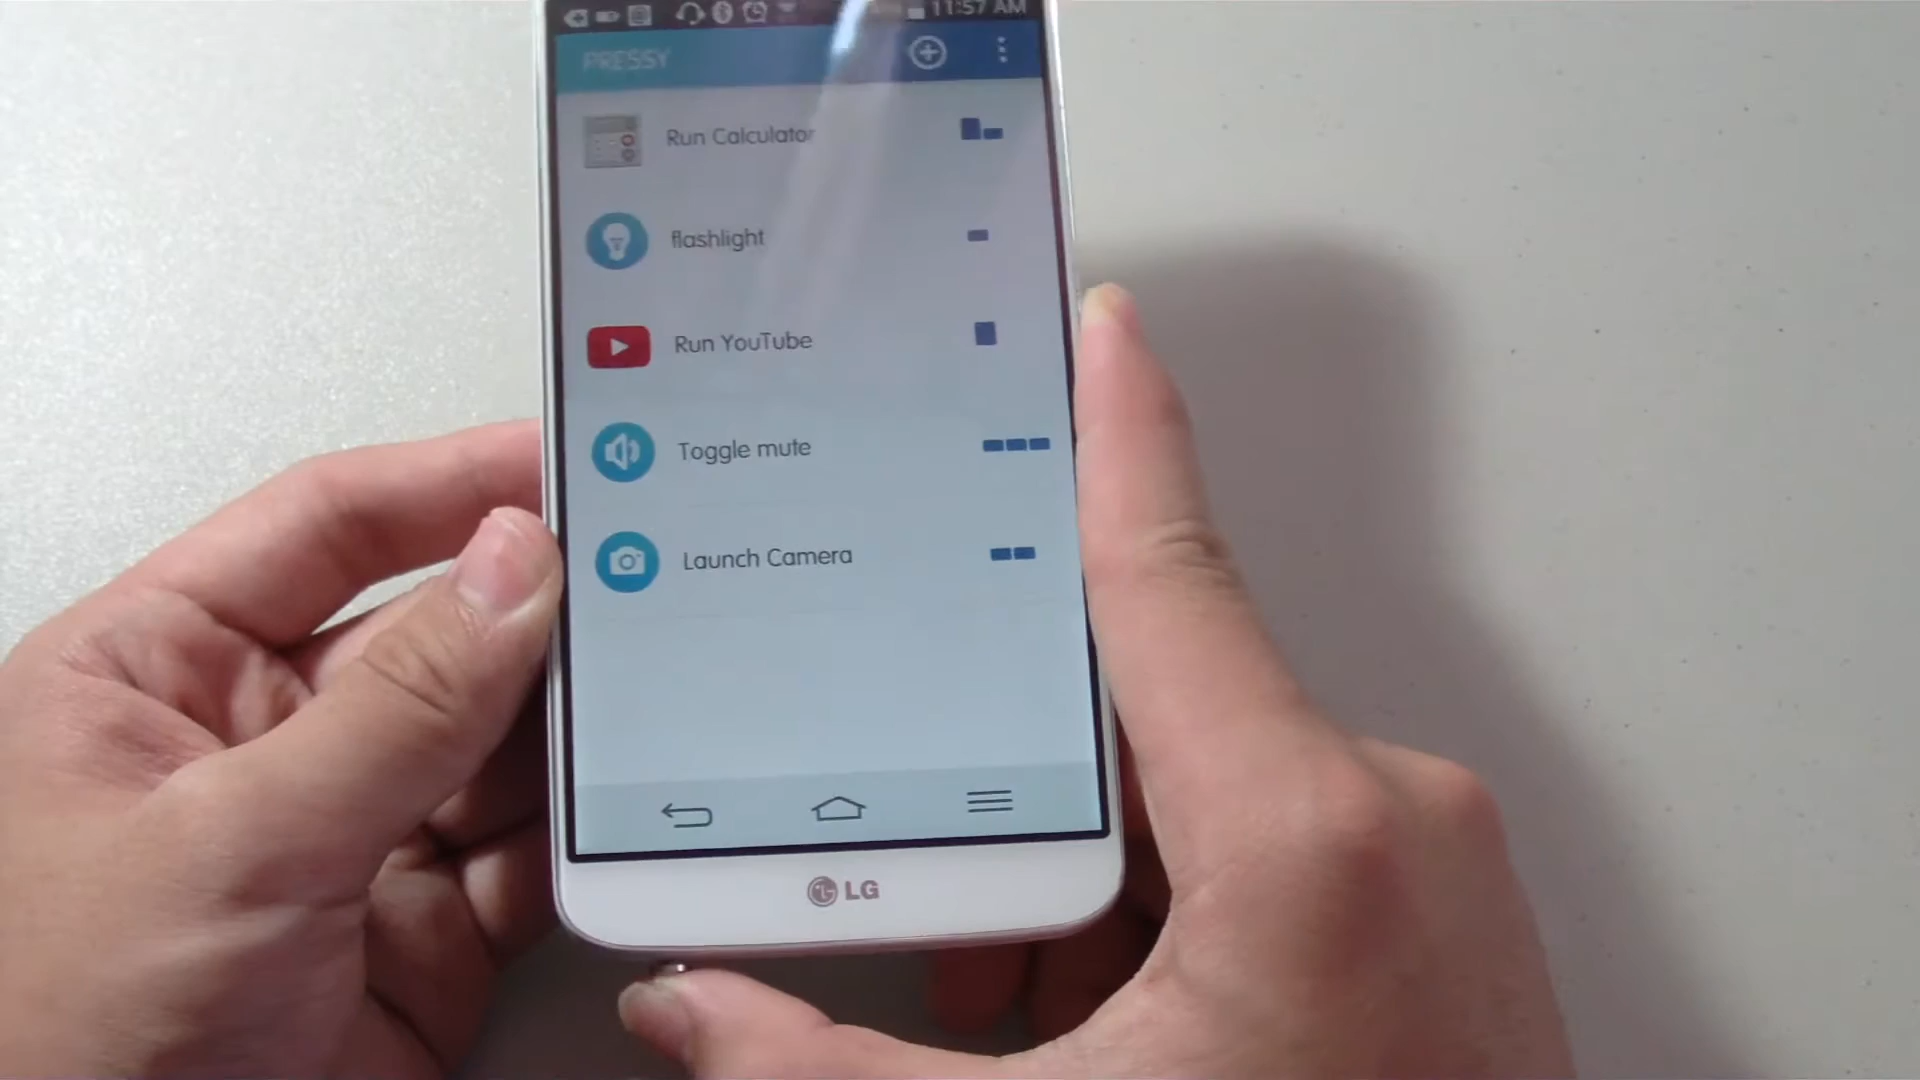 11:57 AM
PRESSY
Run Calculator
flashlight
Run YouTube
Toggle mute
Launch Camera
LG